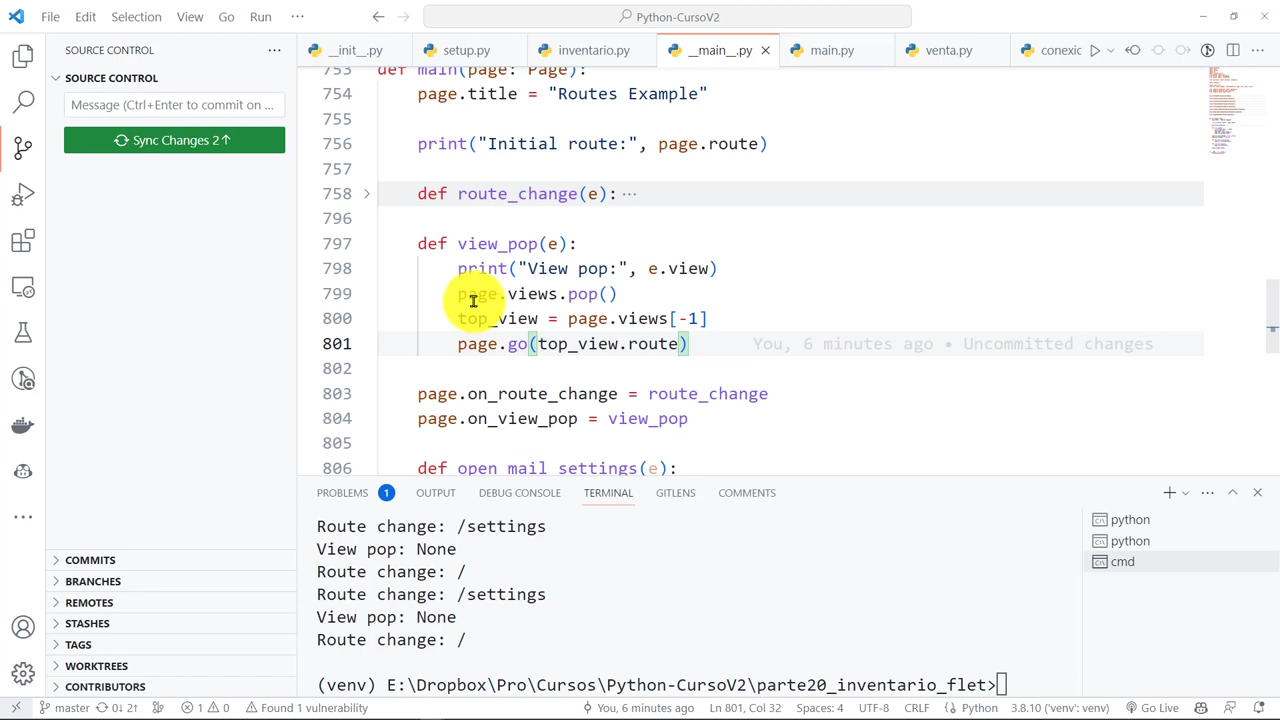 File Edit Selection View Go Run ··· Python-CursoV2
SOURCE CONTROL ···
__init__.py setup.py inventario.py __main__.py main.py venta.py conexic
SOURCE CONTROL
Message (Ctrl+Enter to commit on ...
Sync Changes 2↑
753 def main(page: Page):
754 page.title = "Routes Example"
755
756 print("Initial route:", page.route)
757
758 def route_change(e): ···
796
797 def view_pop(e):
798 print("View pop:", e.view)
799 page.views.pop()
800 top_view = page.views[-1]
801 page.go(top_view.route) You, 6 minutes ago • Uncommitted changes
802
803 page.on_route_change = route_change
804 page.on_view_pop = view_pop
805
806 def open_mail_settings(e):
PROBLEMS 1 OUTPUT DEBUG CONSOLE TERMINAL GITLENS COMMENTS
Route change: /settings
View pop: None
Route change: /
Route change: /settings
View pop: None
Route change: /
(venv) E:\Dropbox\Pro\Cursos\Python-CursoV2\parte20_inventario_flet>
python
python
cmd
COMMITS
BRANCHES
REMOTES
STASHES
TAGS
WORKTREES
CONTRIBUTORS
master 0↓ 2↑ 1 0 Found 1 vulnerability You, 6 minutes ago Ln 801, Col 32 Spaces: 4 UTF-8 CRLF Python 3.8.10 ('venv': venv) Go Live